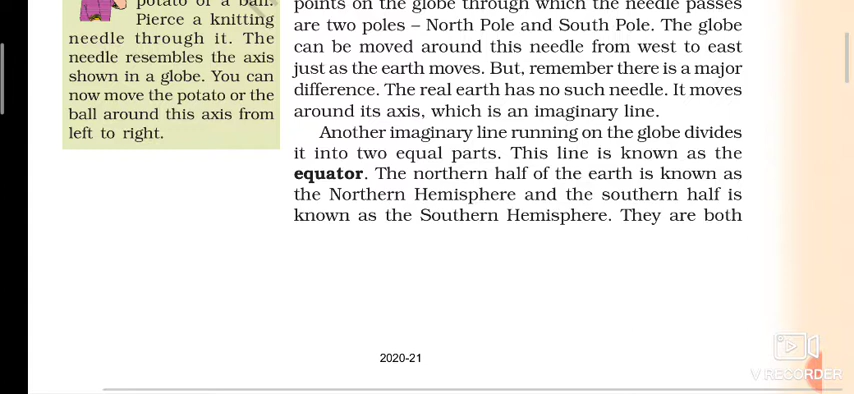 potato or a ball.
Pierce a knitting
needle through it. The
needle resembles the axis
shown in a globe. You can
now move the potato or the
ball around this axis from
left to right.
points on the globe through which the needle passes
are two poles – North Pole and South Pole. The globe
can be moved around this needle from west to east
just as the earth moves. But, remember there is a major
difference. The real earth has no such needle. It moves
around its axis, which is an imaginary line.
Another imaginary line running on the globe divides
it into two equal parts. This line is known as the
equator. The northern half of the earth is known as
the Northern Hemisphere and the southern half is
known as the Southern Hemisphere. They are both
2020-21
V RECORDER